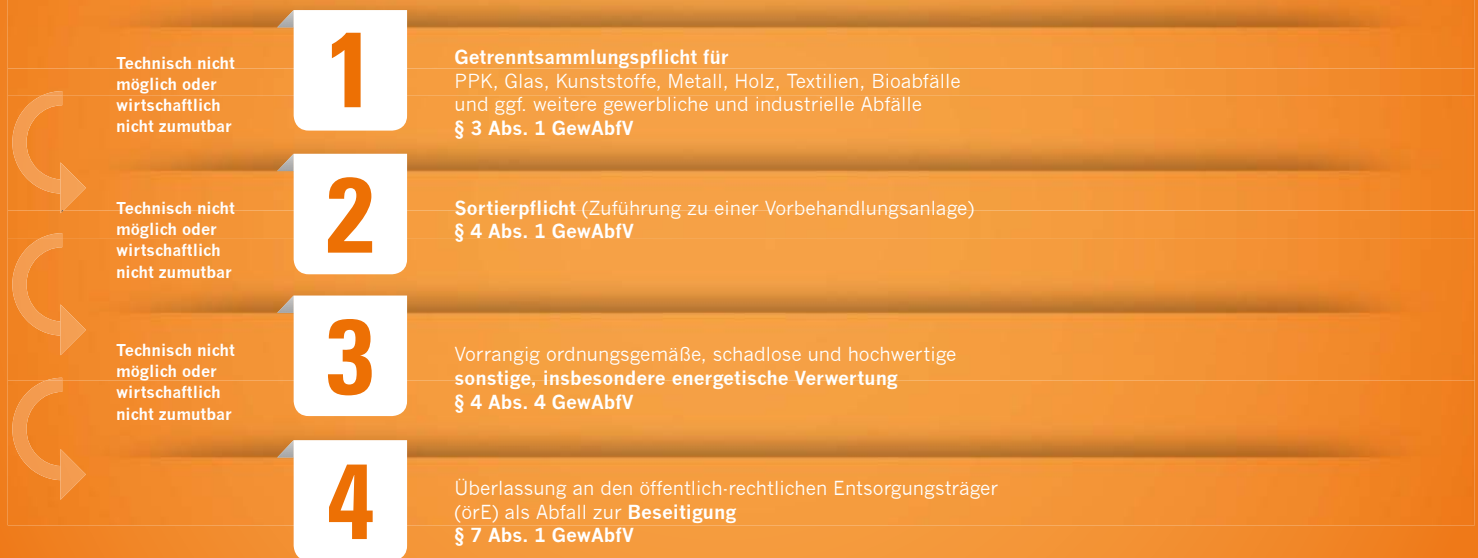 Technisch nicht
möglich oder
wirtschaftlich
nicht zumutbar
1
Getrenntsammlungspflicht für
PPK, Glas, Kunststoffe, Metall, Holz, Textilien, Bioabfälle
und ggf. weitere gewerbliche und industrielle Abfälle
§ 3 Abs. 1 GewAbfV
Technisch nicht
möglich oder
wirtschaftlich
nicht zumutbar
2
Sortierpflicht (Zuführung zu einer Vorbehandlungsanlage)
§ 4 Abs. 1 GewAbfV
Technisch nicht
möglich oder
wirtschaftlich
nicht zumutbar
3
Vorrangig ordnungsgemäße, schadlose und hochwertige
sonstige, insbesondere energetische Verwertung
§ 4 Abs. 4 GewAbfV
4
Überlassung an den öffentlich-rechtlichen Entsorgungsträger
(örE) als Abfall zur Beseitigung
§ 7 Abs. 1 GewAbfV